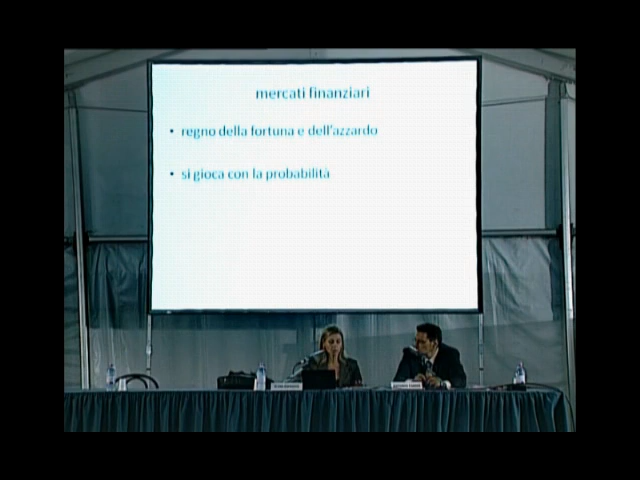 mercati finanziari
• regno della fortuna e dell'azzardo
• si gioca con la probabilità